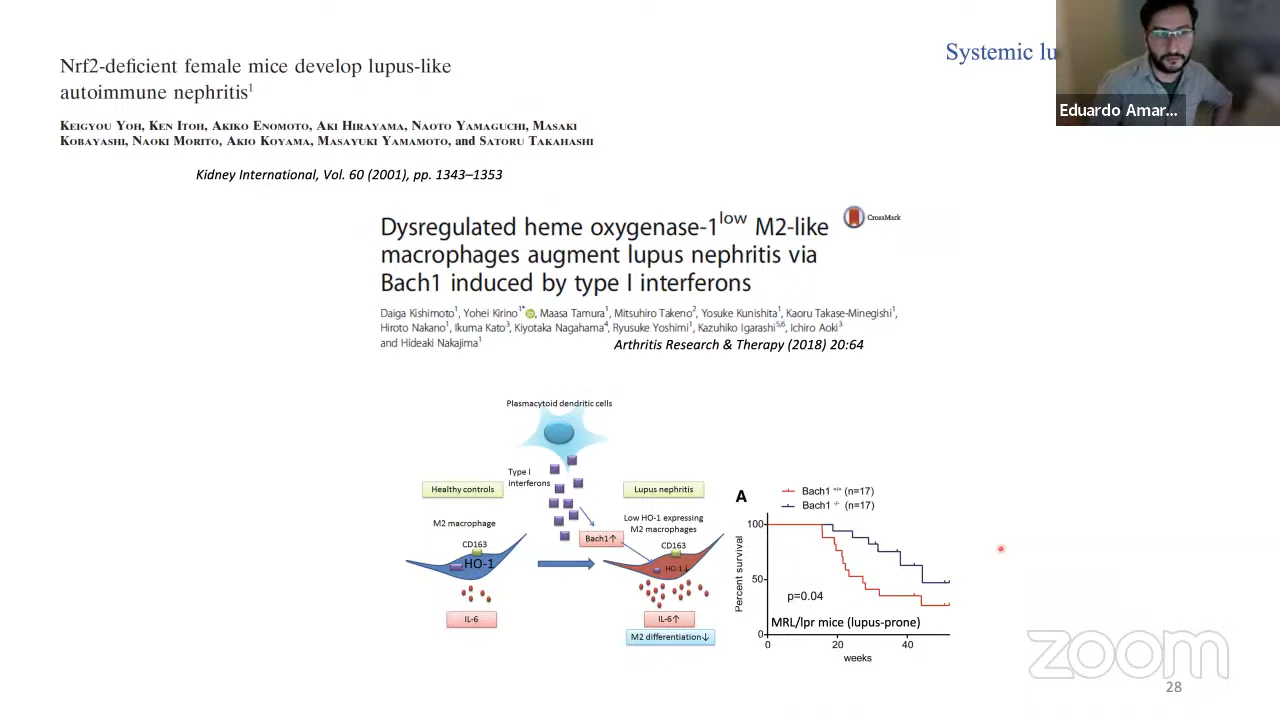 Systemic lu
Eduardo Amar...
Nrf2-deficient female mice develop lupus-like
autoimmune nephritis¹
KEIGYOU YOH, KEN ITOH, AKIKO ENOMOTO, AKI HIRAYAMA, NAOTO YAMAGUCHI, MASAKI
KOBAYASHI, NAOKI MORITO, AKIO KOYAMA, MASAYUKI YAMAMOTO, and SATORU TAKAHASHI
Kidney International, Vol. 60 (2001), pp. 1343–1353
Dysregulated heme oxygenase-1low M2-like
macrophages augment lupus nephritis via
Bach1 induced by type I interferons
CrossMark
Daiga Kishimoto1, Yohei Kirino1*, Maasa Tamura1, Mitsuhiro Takeno2, Yosuke Kunishita1, Kaoru Takase-Minegishi1,
Hiroto Nakano1, Ikuma Kato3, Kiyotaka Nagahama4, Ryusuke Yoshimi1, Kazuhiko Igarashi5,6, Ichiro Aoki3
and Hideaki Nakajima1
Arthritis Research & Therapy (2018) 20:64
Plasmacytoid dendritic cells
Type I
interferons
Healthy controls
Lupus nephritis
M2 macrophage
Low HO-1 expressing
M2 macrophages
Bach1↑
CD163
CD163
HO-1
HO-1↓
IL-6
IL-6↑
M2 differentiation↓
A
Bach1 +/+ (n=17)
Bach1 -/- (n=17)
100
50
0
Percent survival
p=0.04
MRL/lpr mice (lupus-prone)
0 20 40
weeks
zoom
28